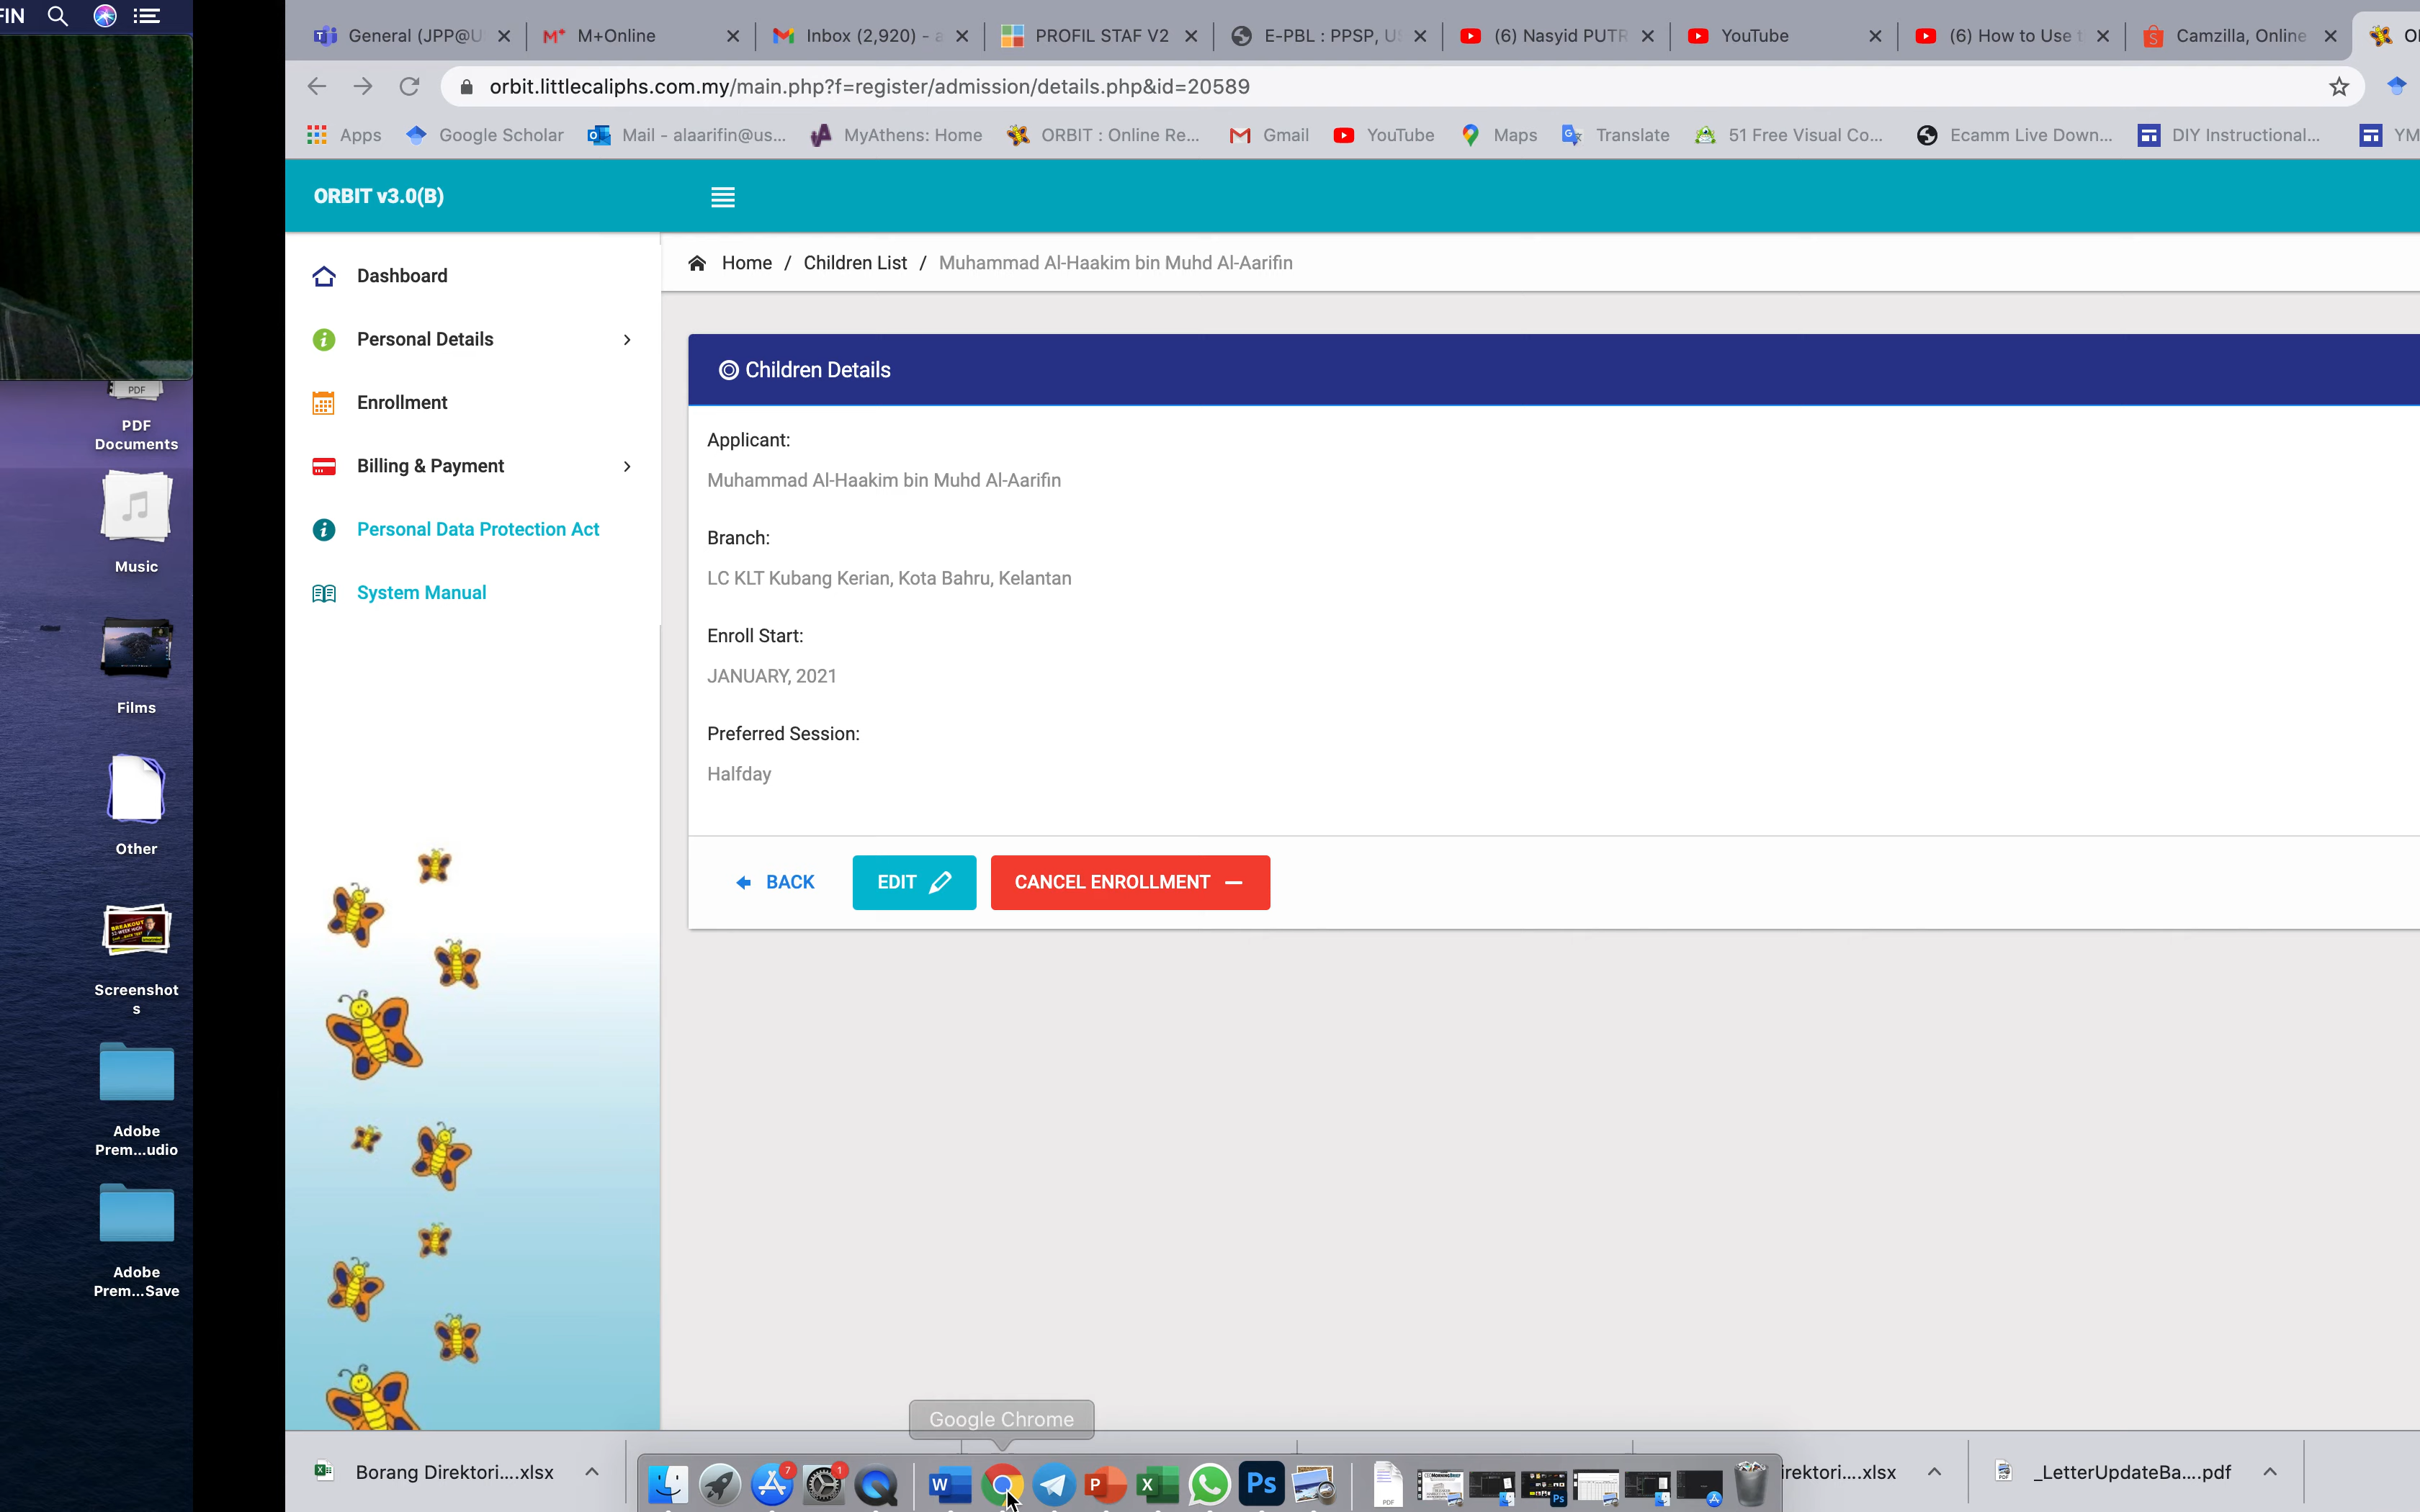 FIN
General (JPP@U
M+Online
Inbox (2,920) - a
PROFIL STAF V2
E-PBL : PPSP, U
(6) Nasyid PUTR
YouTube
(6) How to Use t
Camzilla, Online
orbit.littlecaliphs.com.my/main.php?f=register/admission/details.php&id=20589
Apps
Google Scholar
Mail - alaarifin@us...
MyAthens: Home
ORBIT : Online Re...
Gmail
YouTube
Maps
Translate
51 Free Visual Co...
Ecamm Live Down...
DIY Instructional...
YM
ORBIT v3.0(B)
Home / Children List / Muhammad Al-Haakim bin Muhd Al-Aarifin
Dashboard
Personal Details
Enrollment
Billing & Payment
Personal Data Protection Act
System Manual
Children Details
Applicant:
Muhammad Al-Haakim bin Muhd Al-Aarifin
Branch:
LC KLT Kubang Kerian, Kota Bahru, Kelantan
Enroll Start:
JANUARY, 2021
Preferred Session:
Halfday
BACK
EDIT
CANCEL ENROLLMENT
PDF
PDF
Documents
Music
Films
Other
BREAKOUT
Screenshot
s
Adobe
Prem...udio
Adobe
Prem...Save
Google Chrome
Borang Direktori....xlsx
7
1
W
P
X
Ps
PDF
irektori....xlsx
_LetterUpdateBa....pdf